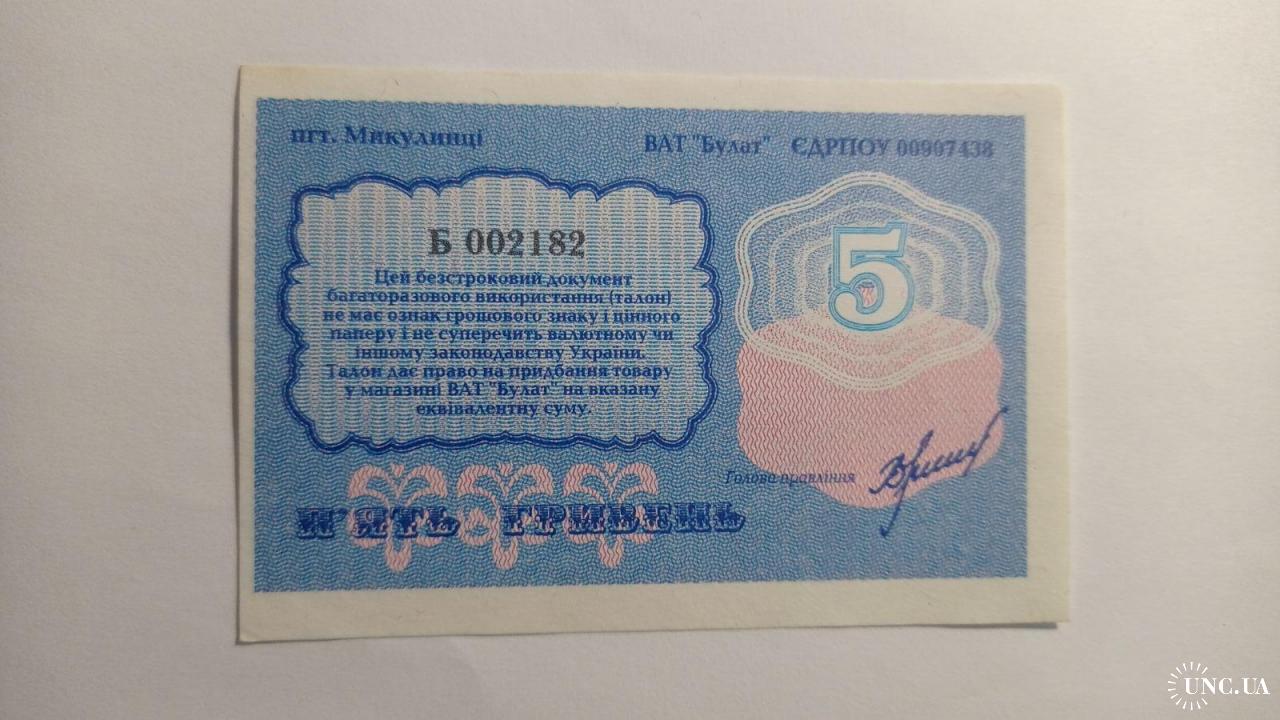 пгт. Микулинці
ВАТ "Булат" ЄДРПОУ 00907438
5
Б 002182
Цей безстроковий документ
багаторазового використання (талон)
не має ознак грошового знаку і цінного
паперу і не суперечить валютному чи
іншому законодавству України.
Талон дає право на придбання товару
у магазині ВАТ "Булат" на вказану
еквівалентну суму.
Голова правління
П'ЯТЬ ГРИВЕНЬ
UNC.UA